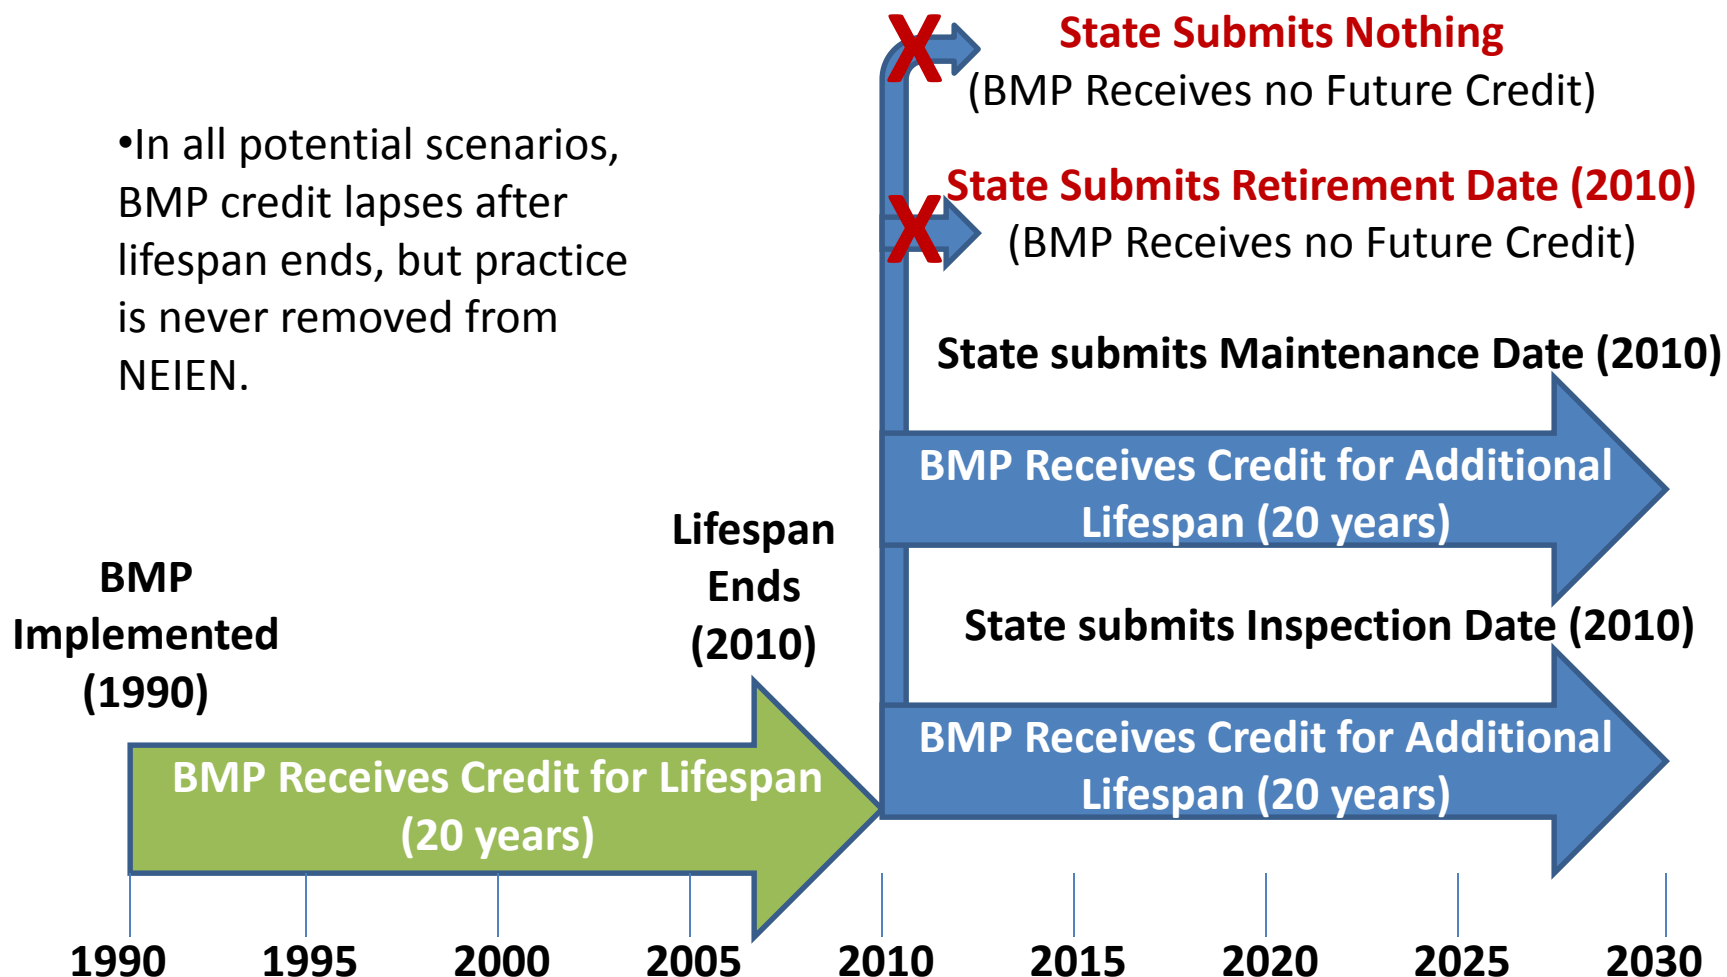 State Submits Nothing
(BMP Receives no Future Credit)
•In all potential scenarios,
BMP credit lapses after
lifespan ends, but practice
is never removed from
NEIEN.
X
State Submits Retirement Date (2010)
(BMP Receives no Future Credit)
X
State submits Maintenance Date (2010)
BMP Receives Credit for Additional
Lifespan (20 years)
Lifespan
Ends
(2010)
BMP
Implemented
(1990)
State submits Inspection Date (2010)
BMP Receives Credit for Additional
Lifespan (20 years)
BMP Receives Credit for Lifespan
(20 years)
1990 1995 2000 2005 2010 2015 2020 2025 2030